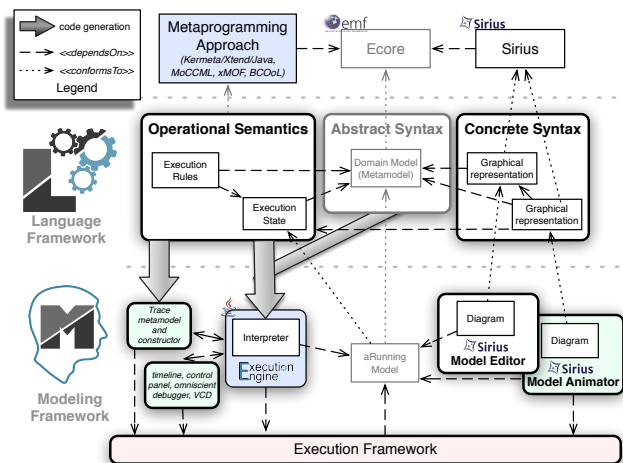 code generation
<<dependsOn>>
<<conformsTo>>
Legend
Metaprogramming
Approach
(Kermeta/Xtend/Java,
MoCCML, xMOF, BCOoL)
emf
Ecore
Sirius
Sirius
Language
Framework
Operational Semantics
Execution
Rules
Execution
State
Abstract Syntax
Domain Model
(Metamodel)
Concrete Syntax
Graphical
representation
Graphical
representation
Modeling
Framework
Trace
metamodel
and
constructor
timeline, control
panel, omniscient
debugger, VCD
Java
Interpreter
Execution
Engine
aRunning
Model
Diagram
Sirius
Model Editor
Diagram
Sirius
Model Animator
Execution Framework